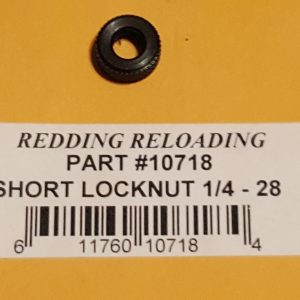 REDDING RELOADING
PART #10718
SHORT LOCKNUT 1/4 - 28
6 11760 10718 4